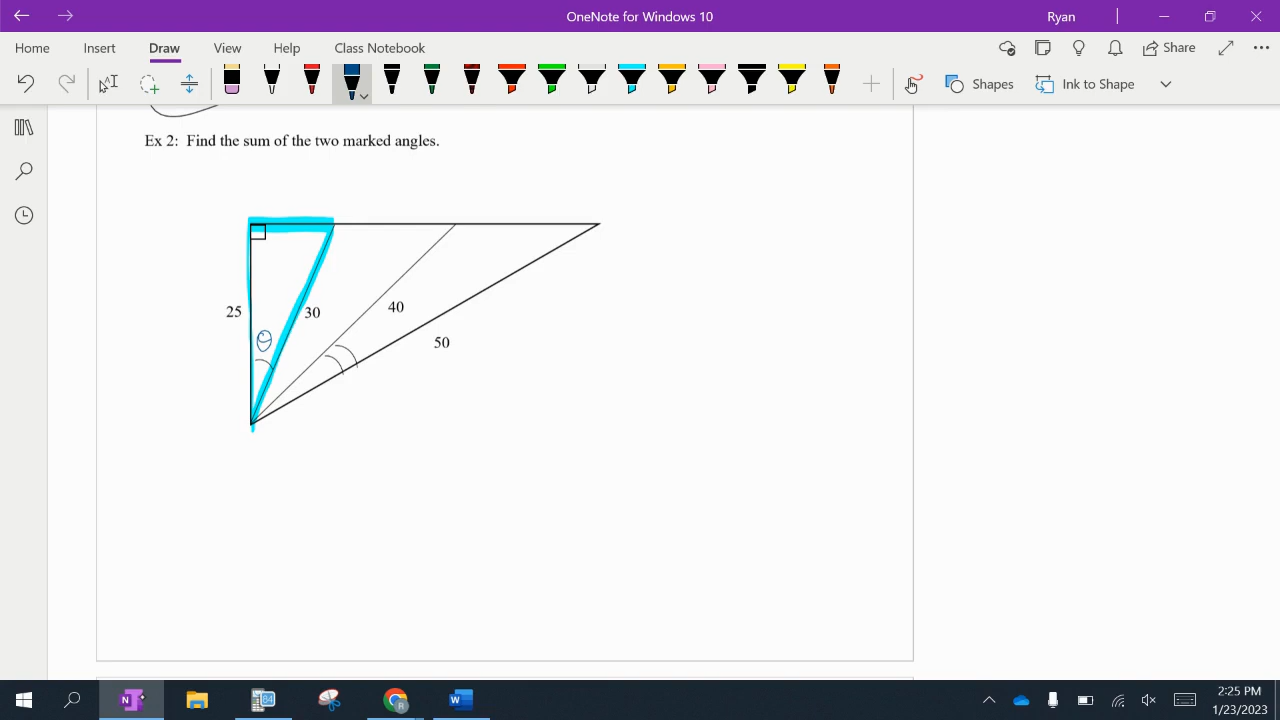 OneNote for Windows 10
Ryan
Home Insert Draw View Help Class Notebook
Share
Shapes
Ink to Shape
Ex 2: Find the sum of the two marked angles.
25
30
40
50
θ
84
N
R
W
2:25 PM
1/23/2023